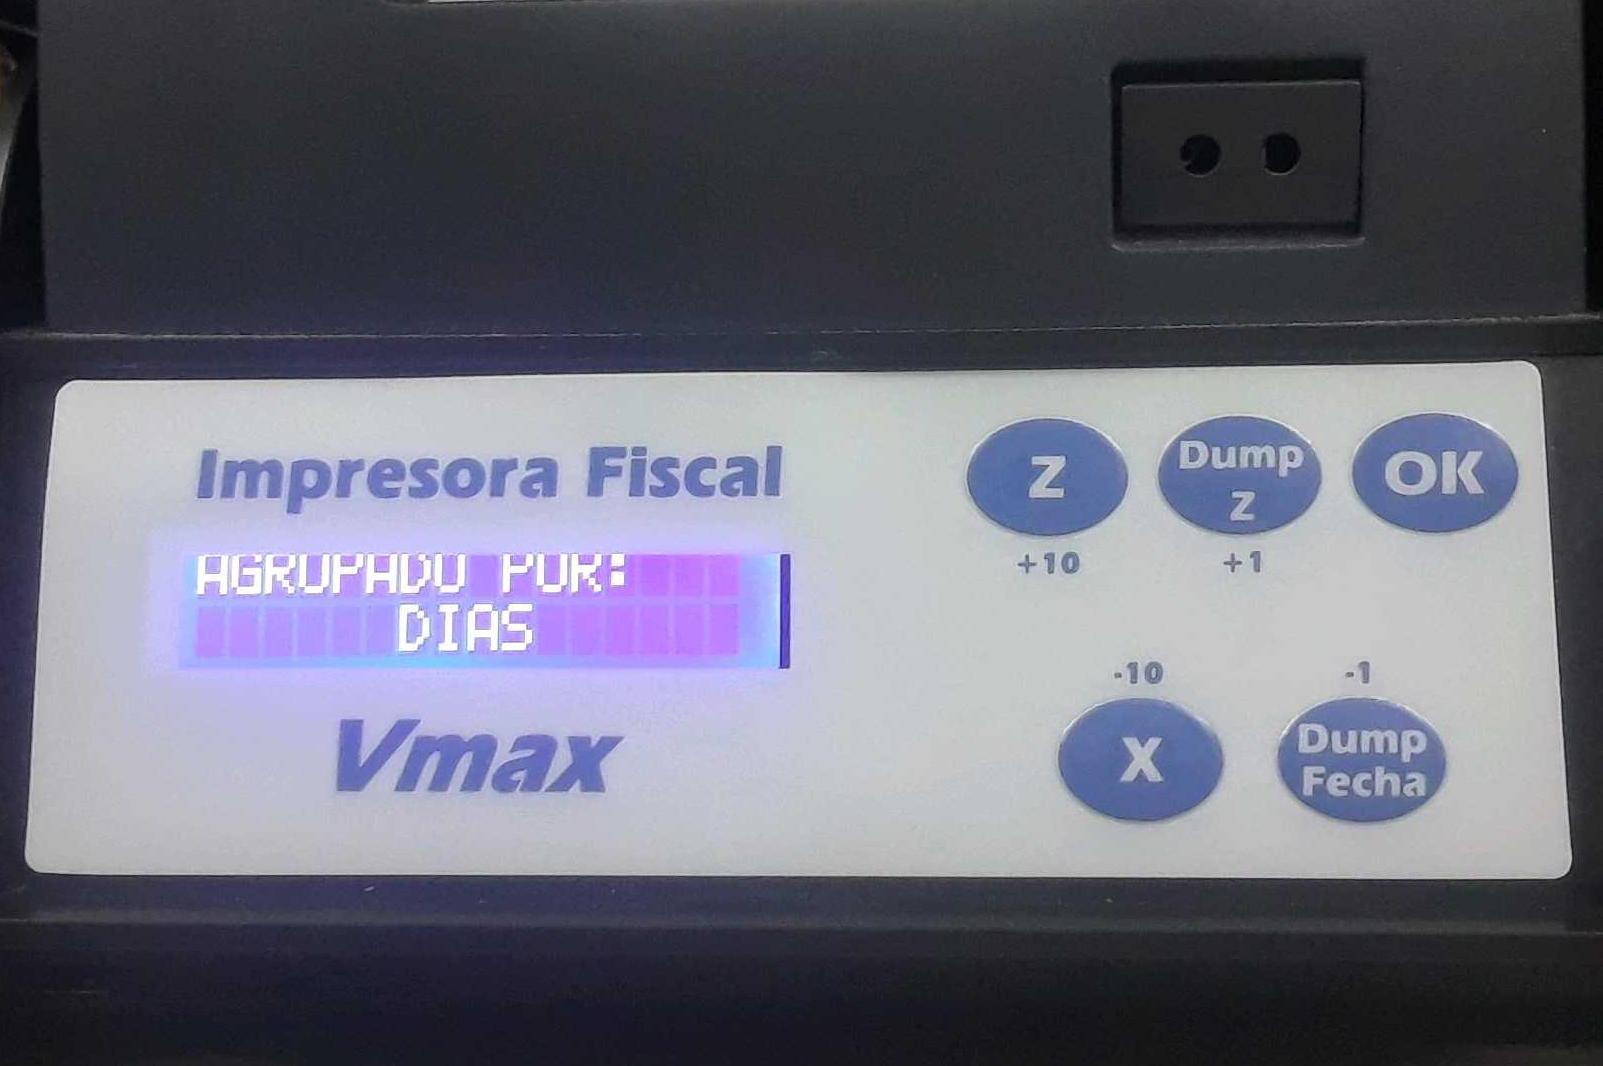 Impresora Fiscal
AGRUPADO POR:
DIAS
Vmax
Z
Dump
Z
OK
+10
+1
-10
-1
X
Dump
Fecha